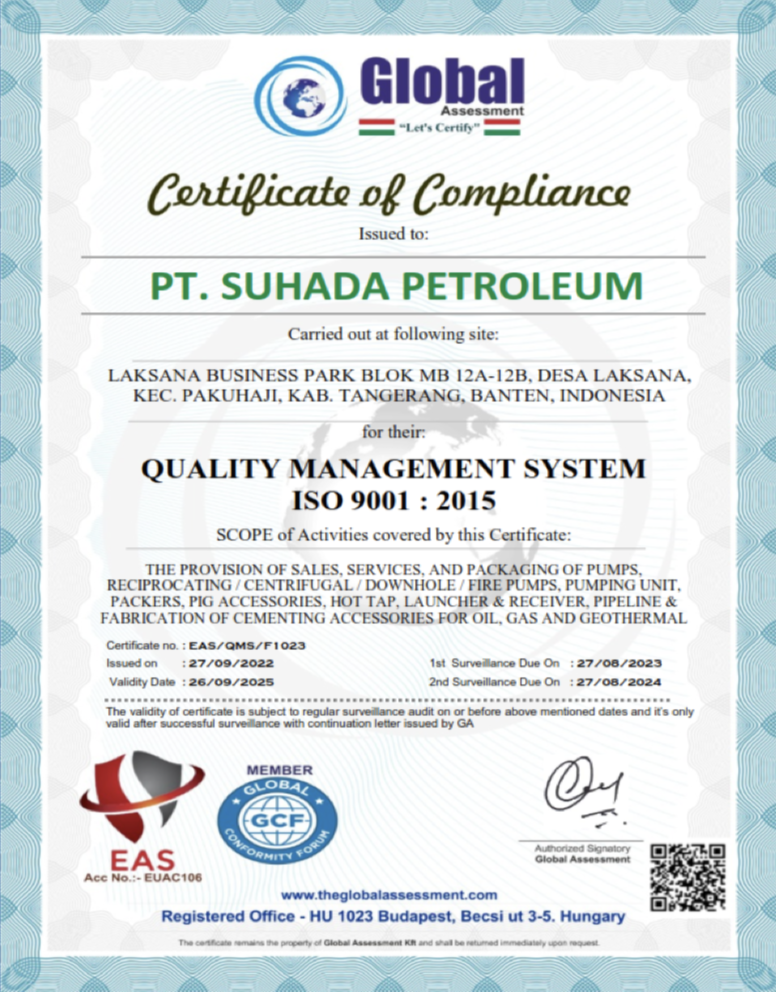 Global
Assessment
"Let's Certify"
Certificate of Compliance
Issued to:
PT. SUHADA PETROLEUM
Carried out at following site:
LAKSANA BUSINESS PARK BLOK MB 12A-12B, DESA LAKSANA,
KEC. PAKUHAJI, KAB. TANGERANG, BANTEN, INDONESIA
for their:
QUALITY MANAGEMENT SYSTEM
ISO 9001 : 2015
SCOPE of Activities covered by this Certificate:
THE PROVISION OF SALES, SERVICES, AND PACKAGING OF PUMPS,
RECIPROCATING / CENTRIFUGAL / DOWNHOLE / FIRE PUMPS, PUMPING UNIT,
PACKERS, PIG ACCESSORIES, HOT TAP, LAUNCHER & RECEIVER, PIPELINE &
FABRICATION OF CEMENTING ACCESSORIES FOR OIL, GAS AND GEOTHERMAL
Certificate no. : EAS/QMS/F1023
Issued on : 27/09/2022 1st Surveillance Due On : 27/08/2023
Validity Date : 26/09/2025 2nd Surveillance Due On : 27/08/2024
The validity of certificate is subject to regular surveillance audit on or before above mentioned dates and it's only
valid after successful surveillance with continuation letter issued by GA
EAS
Acc No.:- EUAC106
MEMBER
GLOBAL
GCF
CONFORMITY FORUM
Authorized Signatory
Global Assessment
www.theglobalassessment.com
Registered Office - HU 1023 Budapest, Becsi ut 3-5. Hungary
The certificate remains the property of Global Assessment Kft and shall be returned immediately upon request.